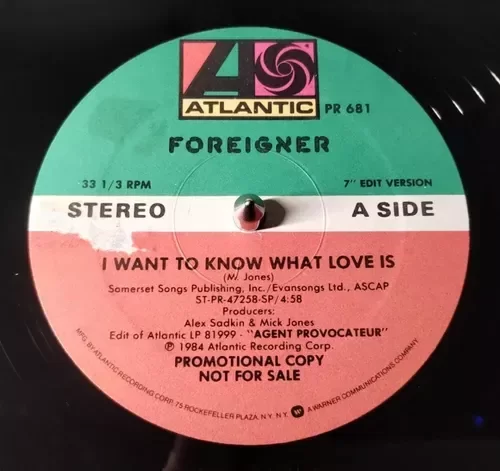 ATLANTIC
PR 681
FOREIGNER
33 1/3 RPM
7" EDIT VERSION
STEREO
A SIDE
I WANT TO KNOW WHAT LOVE IS
(M. Jones)
Somerset Songs Publishing, Inc./Evansongs Ltd., ASCAP
ST-PR-47258-SP/4:58
Producers:
Alex Sadkin & Mick Jones
Edit of Atlantic LP 81999 - "AGENT PROVOCATEUR"
℗ 1984 Atlantic Recording Corp.
PROMOTIONAL COPY
NOT FOR SALE
MFG. BY ATLANTIC RECORDING CORP. 75 ROCKEFELLER PLAZA, N.Y. N.Y. A WARNER COMMUNICATIONS COMPANY